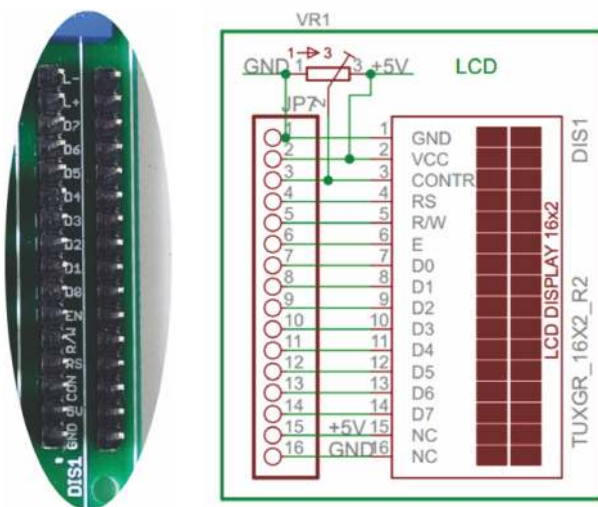 L-
L+
D7
D6
D5
D4
D3
D2
D1
D0
EN
R/W
RS
CON
5V
GND
DIS1
VR1
1 3
GND 1 3 +5V
LCD
2
JP7
DIS1
1 1 GND
2 2 VCC
3 3 CONTR
4 4 RS
5 5 R/W
6 6 E
7 7 D0
8 8 D1
9 9 D2
10 10 D3
11 11 D4
12 12 D5
13 13 D6
14 14 D7
15 +5V 15 NC
16 GND 16 NC
LCD DISPLAY 16x2
TUXGR_16X2_R2